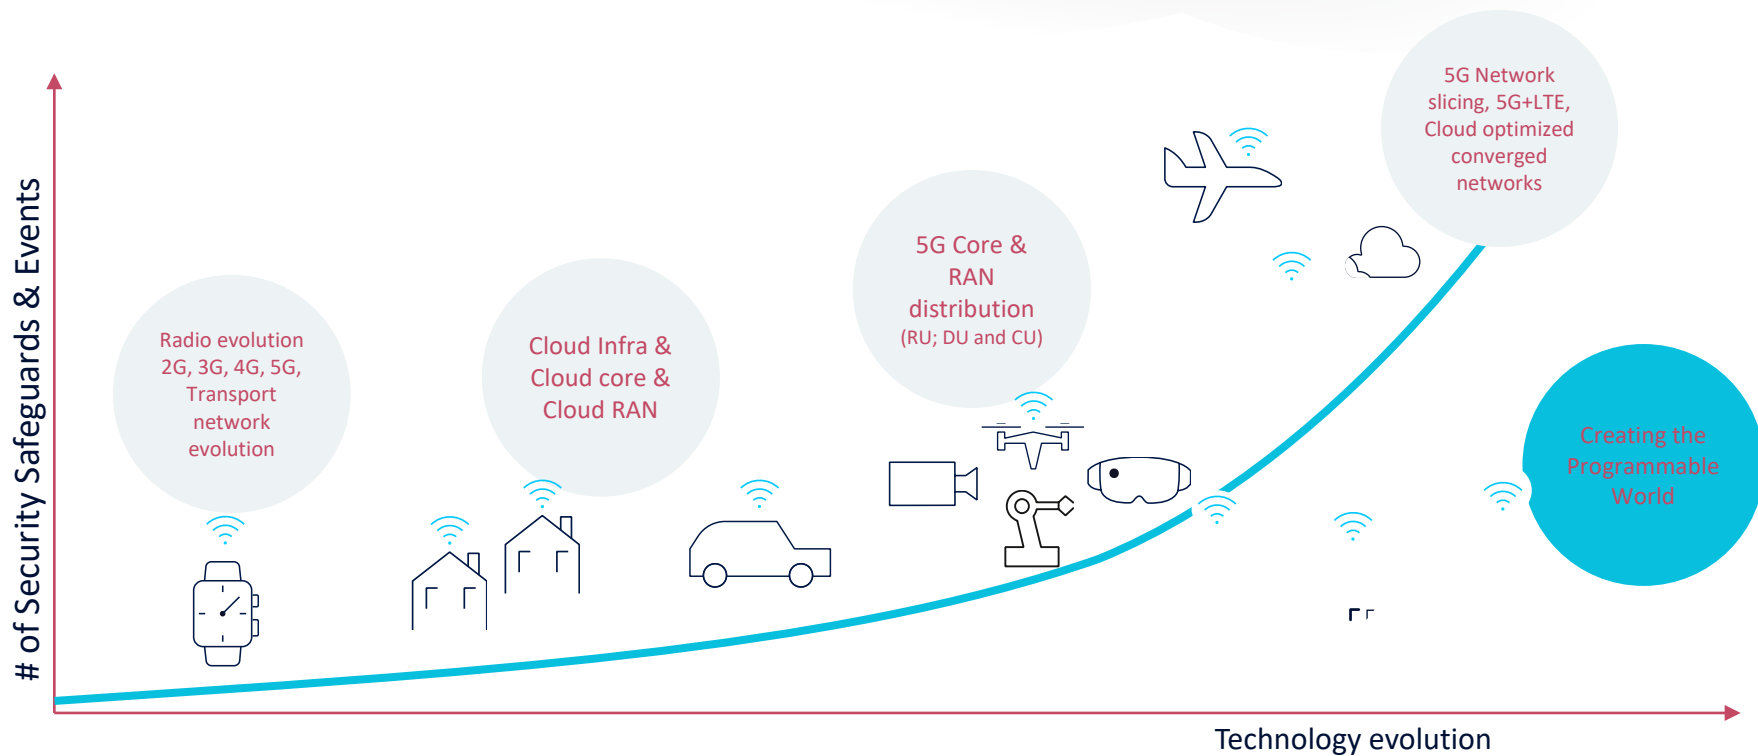 # of Security Safeguards & Events
Radio evolution
2G, 3G, 4G, 5G,
Transport
network
evolution
Cloud Infra &
Cloud core &
Cloud RAN
5G Core &
RAN
distribution
(RU; DU and CU)
5G Network
slicing, 5G+LTE,
Cloud optimized
converged
networks
Creating the
Programmable
World
Technology evolution